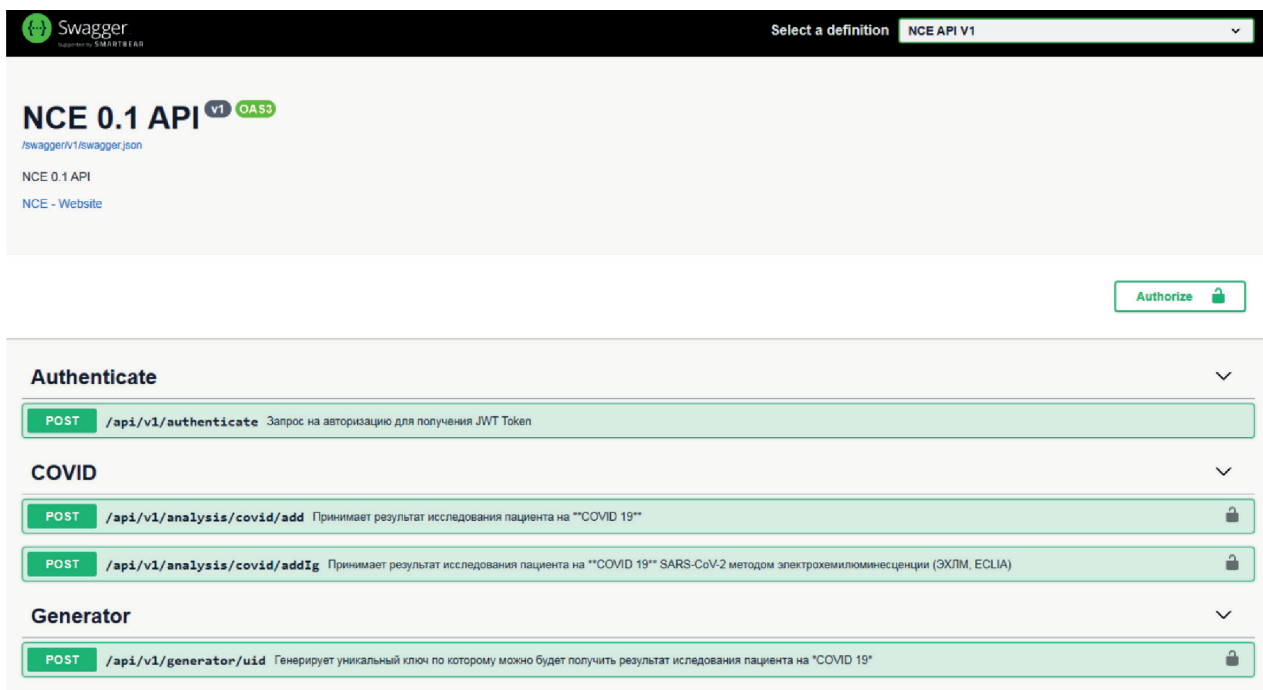 Swagger
Supported by SMARTBEAR
Select a definition NCE API V1
NCE 0.1 API v1 OAS3
/swagger/v1/swagger.json
NCE 0.1 API
NCE - Website
Authorize
Authenticate
POST /api/v1/authenticate Запрос на авторизацию для получения JWT Token
COVID
POST /api/v1/analysis/covid/add Принимает результат исследования пациента на **COVID 19**
POST /api/v1/analysis/covid/addIg Принимает результат исследования пациента на **COVID 19** SARS-CoV-2 методом электрохемилюминесценции (ЭХЛМ, ECLIA)
Generator
POST /api/v1/generator/uid Генерирует уникальный ключ по которому можно будет получить результат иследования пациента на *COVID 19*